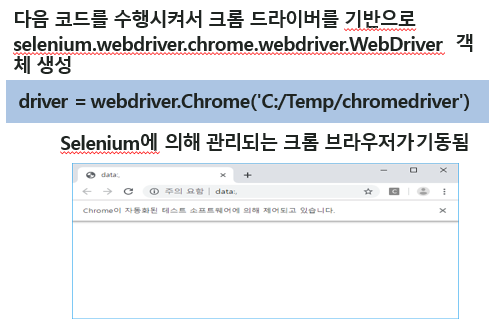 다음 코드를 수행시켜서 크롬 드라이버를 기반으로
selenium.webdriver.chrome.webdriver.WebDriver 객
체 생성
driver = webdriver.Chrome('C:/Temp/chromedriver')
Selenium에 의해 관리되는 크롬 브라우저가기동됨
data:,
주의 요함 | data:,
Chrome이 자동화된 테스트 소프트웨어에 의해 제어되고 있습니다.